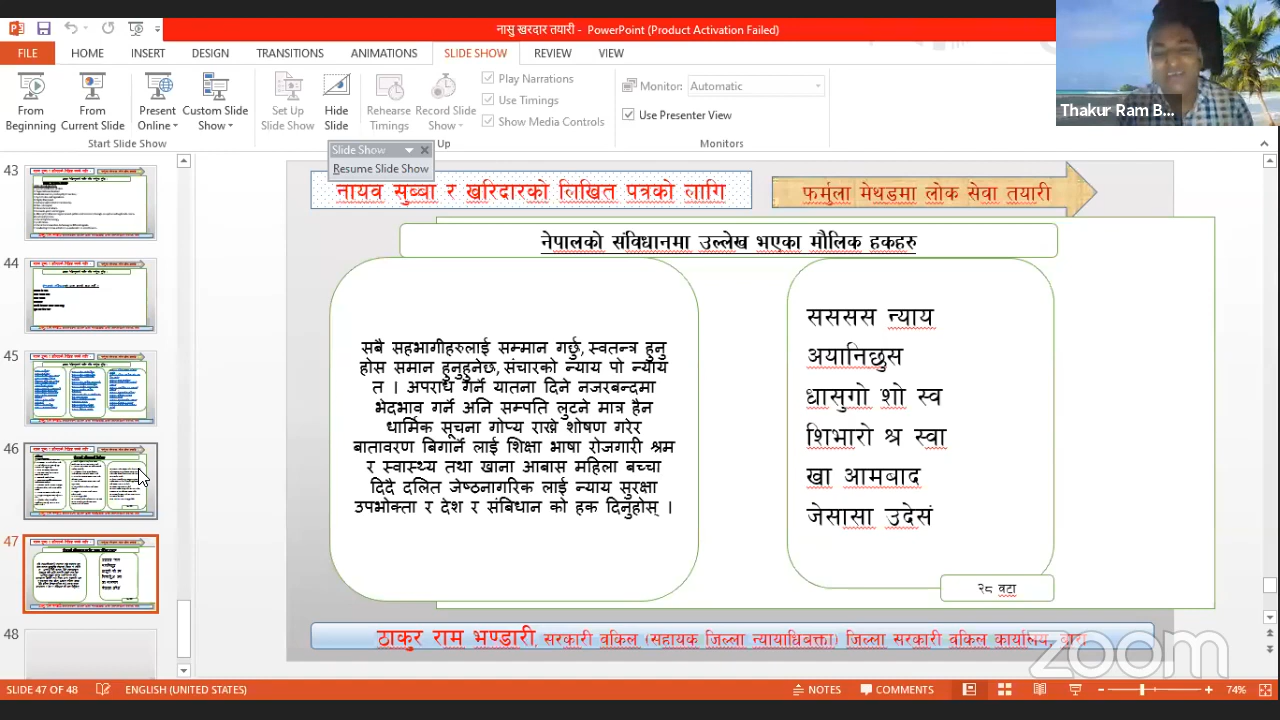 नासु खरदार तयारी - PowerPoint (Product Activation Failed)
FILE HOME INSERT DESIGN TRANSITIONS ANIMATIONS SLIDE SHOW REVIEW VIEW
From Beginning
From Current Slide
Present Online
Custom Slide Show
Set Up Slide Show
Hide Slide
Rehearse Timings
Record Slide Show
Play Narrations
Use Timings
Show Media Controls
Monitor: Automatic
Use Presenter View
Start Slide Show
Up
Monitors
Slide Show
Resume Slide Show
Thakur Ram B...
43
44
45
46
47
48
नायव सुब्बा र खरिदारको लिखित पत्रको लागि
फर्मुला मेथडमा लोक सेवा तयारी
नेपालको संविधानमा उल्लेख भएका मौलिक हकहरु
सबै सहभागीहरुलाई सम्मान गर्छु, स्वतन्त्र हुनु
होस समान हुनुहुनेछ, संचारको न्याय पो न्याय
त । अपराध गर्ने यातना दिने नजरबन्दमा
भेदभाव गर्ने अनि सम्पति लुटने मात्र हैन
धार्मिक सूचना गोप्य राख्ने शोषण गरेर
बातावरण बिगार्ने लाई शिक्षा भाषा रोजगारी श्रम
र स्वास्थ्य तथा खाना आबास महिला बच्चा
दिदै दलित जेष्ठनागरिक लाई न्याय सुरक्षा
उपभोक्ता र देश र संबिधान को हक दिनुहोस् ।
सससस न्याय
अयानिछुस
धासुगो शो स्व
शिभारो श्र स्वा
खा आमबाद
जेसासा उदेसं
२८ वटा
ठाकुर राम भण्डारी, सरकारी वकिल (सहायक जिल्ला न्यायाधिवक्ता) जिल्ला सरकारी वकिल कार्यालय, बारा
zoom
SLIDE 47 OF 48 ENGLISH (UNITED STATES) NOTES COMMENTS 74%